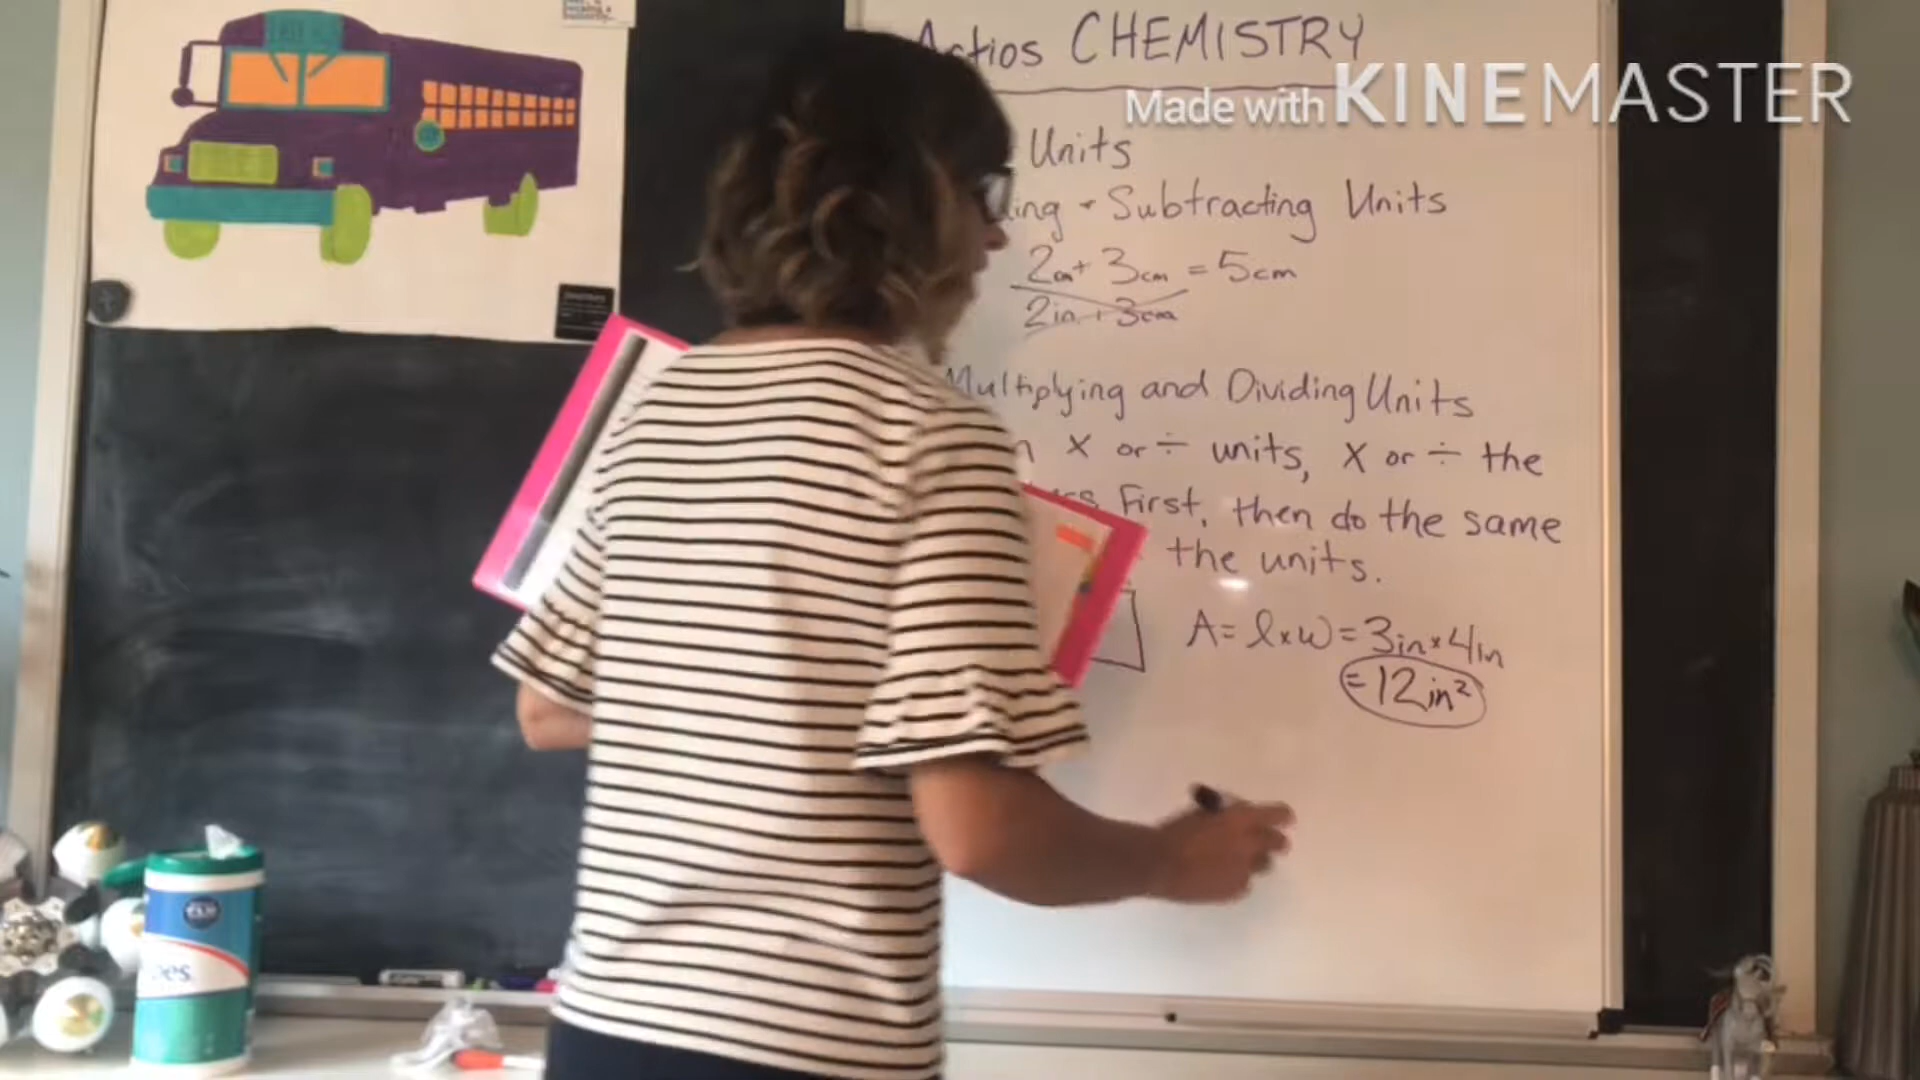 CHEMISTRY
Made with KINEMASTER
Units
Subtracting Units
2cm + 3cm = 5cm
2in + 3cm
Multiplying and Dividing Units
X or ÷ units, X or ÷ the
First, then do the same
the units.
A = l x w = 3in x 4in
= 12in²